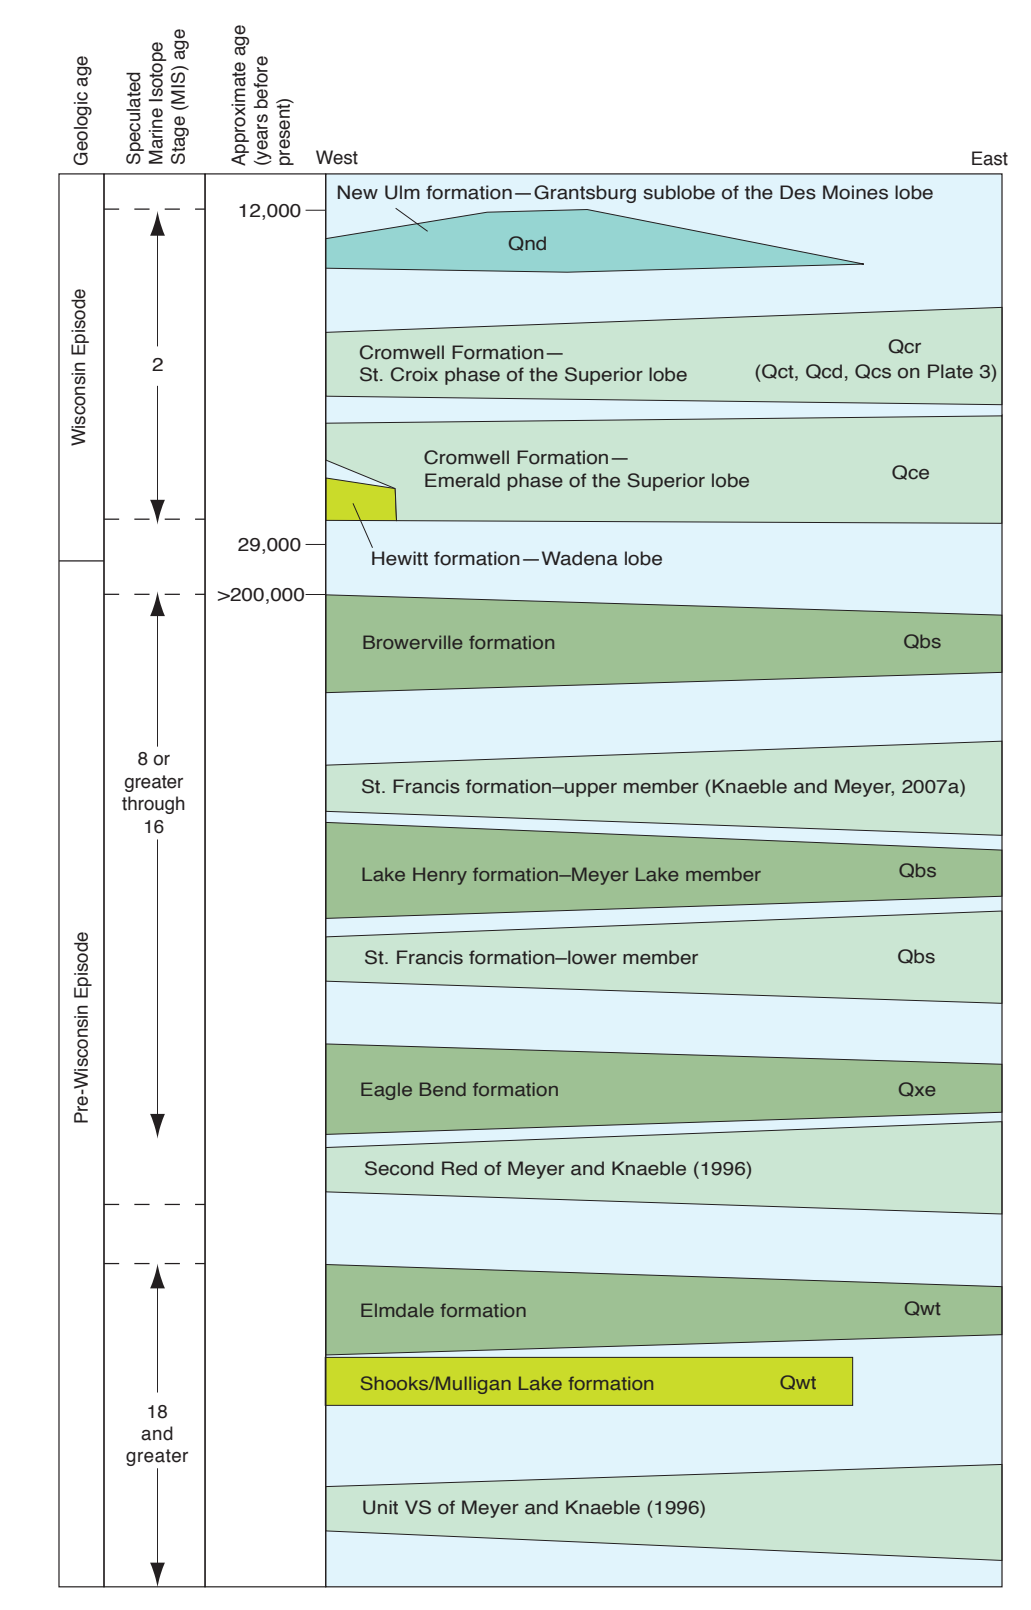 Geologic age
Speculated
Marine Isotope
Stage (MIS) age
Approximate age
(years before
present)
West
East
Wisconsin Episode
Pre-Wisconsin Episode
2
8 or
greater
through
16
18
and
greater
12,000
29,000
>200,000
New Ulm formation—Grantsburg sublobe of the Des Moines lobe
Qnd
Cromwell Formation—
St. Croix phase of the Superior lobe
Qcr
(Qct, Qcd, Qcs on Plate 3)
Cromwell Formation—
Emerald phase of the Superior lobe
Qce
Hewitt formation—Wadena lobe
Browerville formation
Qbs
St. Francis formation–upper member (Knaeble and Meyer, 2007a)
Lake Henry formation–Meyer Lake member
Qbs
St. Francis formation–lower member
Qbs
Eagle Bend formation
Qxe
Second Red of Meyer and Knaeble (1996)
Elmdale formation
Qwt
Shooks/Mulligan Lake formation
Qwt
Unit VS of Meyer and Knaeble (1996)